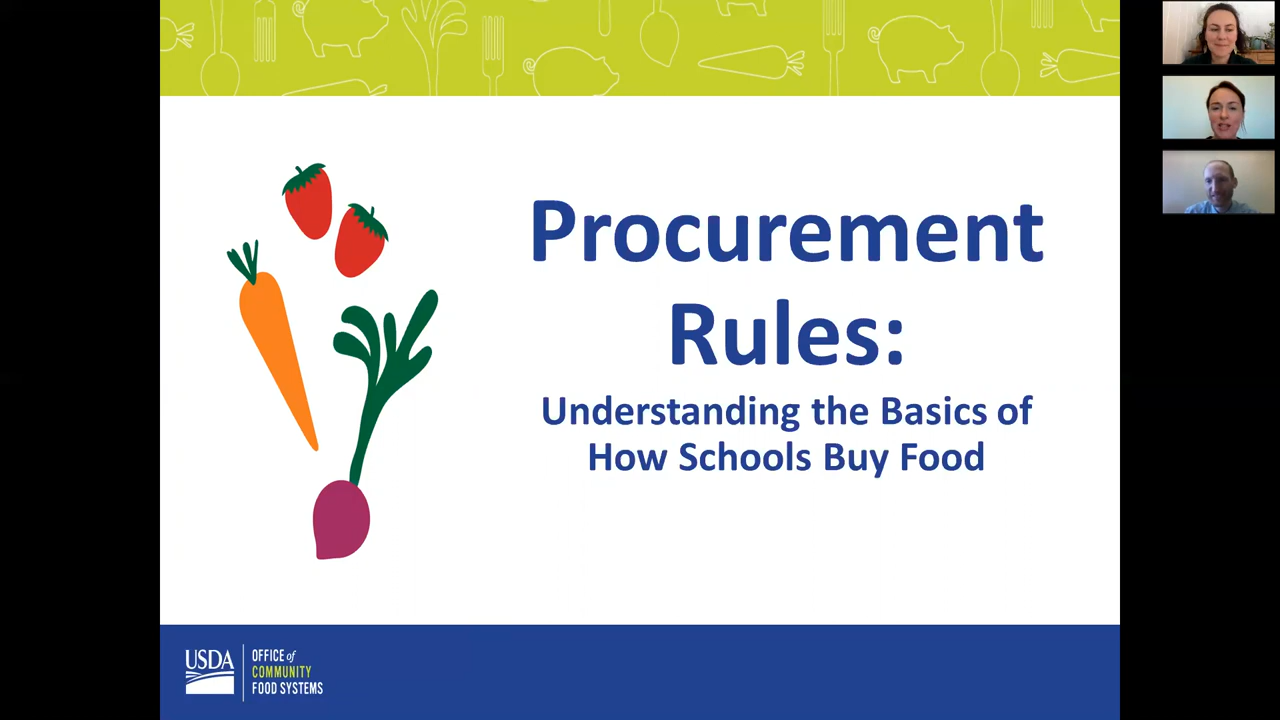 Procurement
Rules:
Understanding the Basics of
How Schools Buy Food
USDA
OFFICE of
COMMUNITY
FOOD SYSTEMS